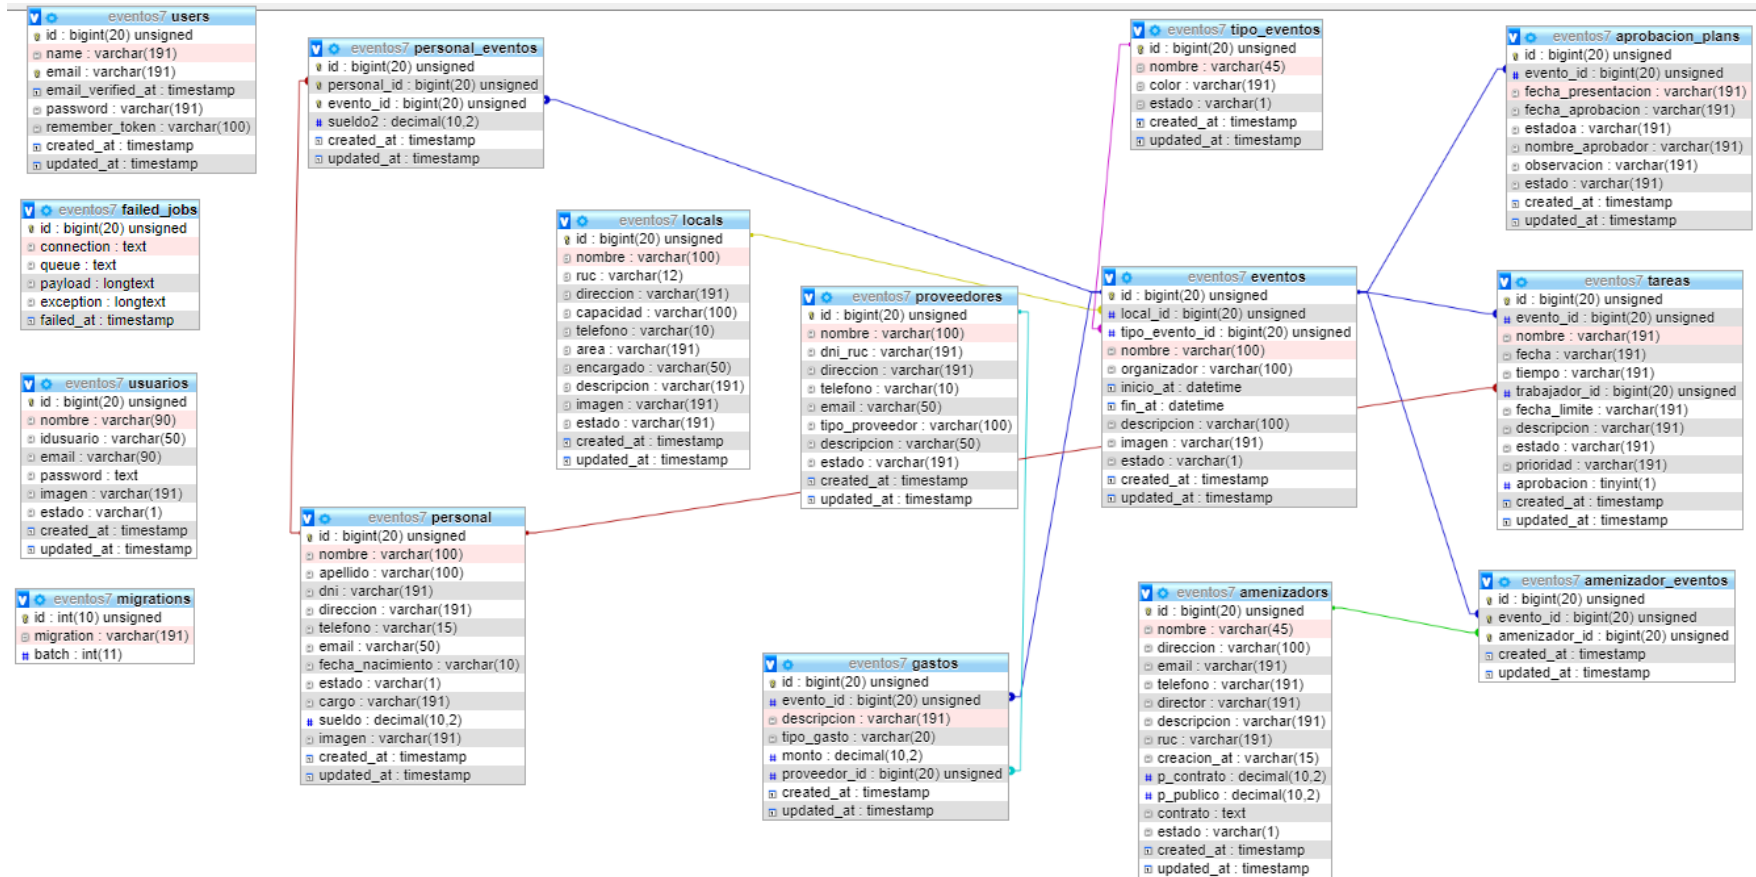 eventos7 users
id : bigint(20) unsigned
name : varchar(191)
email : varchar(191)
email_verified_at : timestamp
password : varchar(191)
remember_token : varchar(100)
created_at : timestamp
updated_at : timestamp
eventos7 failed_jobs
id : bigint(20) unsigned
connection : text
queue : text
payload : longtext
exception : longtext
failed_at : timestamp
eventos7 usuarios
id : bigint(20) unsigned
nombre : varchar(90)
idusuario : varchar(50)
email : varchar(90)
password : text
imagen : varchar(191)
estado : varchar(1)
created_at : timestamp
updated_at : timestamp
eventos7 migrations
id : int(10) unsigned
migration : varchar(191)
batch : int(11)
eventos7 personal_eventos
id : bigint(20) unsigned
personal_id : bigint(20) unsigned
evento_id : bigint(20) unsigned
sueldo2 : decimal(10,2)
created_at : timestamp
updated_at : timestamp
eventos7 personal
id : bigint(20) unsigned
nombre : varchar(100)
apellido : varchar(100)
dni : varchar(191)
direccion : varchar(191)
telefono : varchar(15)
email : varchar(50)
fecha_nacimiento : varchar(10)
estado : varchar(1)
cargo : varchar(191)
sueldo : decimal(10,2)
imagen : varchar(191)
created_at : timestamp
updated_at : timestamp
eventos7 locals
id : bigint(20) unsigned
nombre : varchar(100)
ruc : varchar(12)
direccion : varchar(191)
capacidad : varchar(100)
telefono : varchar(10)
area : varchar(191)
encargado : varchar(50)
descripcion : varchar(191)
imagen : varchar(191)
estado : varchar(191)
created_at : timestamp
updated_at : timestamp
eventos7 proveedores
id : bigint(20) unsigned
nombre : varchar(100)
dni_ruc : varchar(191)
direccion : varchar(191)
telefono : varchar(10)
email : varchar(50)
tipo_proveedor : varchar(100)
descripcion : varchar(50)
estado : varchar(191)
created_at : timestamp
updated_at : timestamp
eventos7 gastos
id : bigint(20) unsigned
evento_id : bigint(20) unsigned
descripcion : varchar(191)
tipo_gasto : varchar(20)
monto : decimal(10,2)
proveedor_id : bigint(20) unsigned
created_at : timestamp
updated_at : timestamp
eventos7 tipo_eventos
id : bigint(20) unsigned
nombre : varchar(45)
color : varchar(191)
estado : varchar(1)
created_at : timestamp
updated_at : timestamp
eventos7 eventos
id : bigint(20) unsigned
local_id : bigint(20) unsigned
tipo_evento_id : bigint(20) unsigned
nombre : varchar(100)
organizador : varchar(100)
inicio_at : datetime
fin_at : datetime
descripcion : varchar(100)
imagen : varchar(191)
estado : varchar(1)
created_at : timestamp
updated_at : timestamp
eventos7 amenizadors
id : bigint(20) unsigned
nombre : varchar(45)
direccion : varchar(100)
email : varchar(191)
telefono : varchar(191)
director : varchar(191)
descripcion : varchar(191)
ruc : varchar(191)
creacion_at : varchar(15)
p_contrato : decimal(10,2)
p_publico : decimal(10,2)
contrato : text
estado : varchar(1)
created_at : timestamp
updated_at : timestamp
eventos7 aprobacion_plans
id : bigint(20) unsigned
evento_id : bigint(20) unsigned
fecha_presentacion : varchar(191)
fecha_aprobacion : varchar(191)
estadoa : varchar(191)
nombre_aprobador : varchar(191)
observacion : varchar(191)
estado : varchar(191)
created_at : timestamp
updated_at : timestamp
eventos7 tareas
id : bigint(20) unsigned
evento_id : bigint(20) unsigned
nombre : varchar(191)
fecha : varchar(191)
tiempo : varchar(191)
trabajador_id : bigint(20) unsigned
fecha_limite : varchar(191)
descripcion : varchar(191)
estado : varchar(191)
prioridad : varchar(191)
aprobacion : tinyint(1)
created_at : timestamp
updated_at : timestamp
eventos7 amenizador_eventos
id : bigint(20) unsigned
evento_id : bigint(20) unsigned
amenizador_id : bigint(20) unsigned
created_at : timestamp
updated_at : timestamp